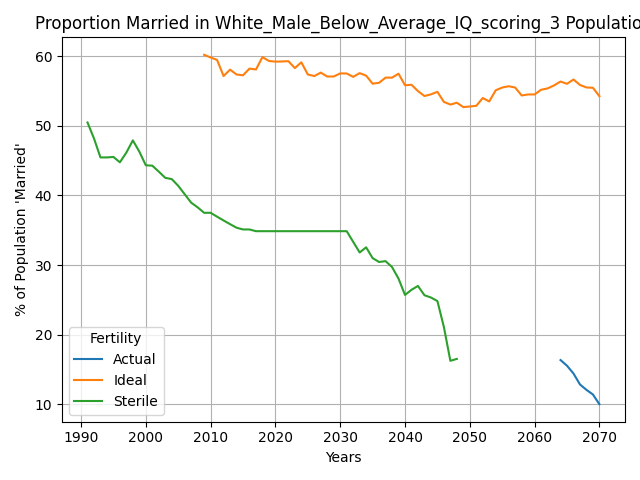 Proportion Married in White_Male_Below_Average_IQ_scoring_3 Populatio
% of Population 'Married'
60
50
40
30
20
10
Fertility
Actual
Ideal
Sterile
1990 2000 2010 2020 2030 2040 2050 2060 2070
Years